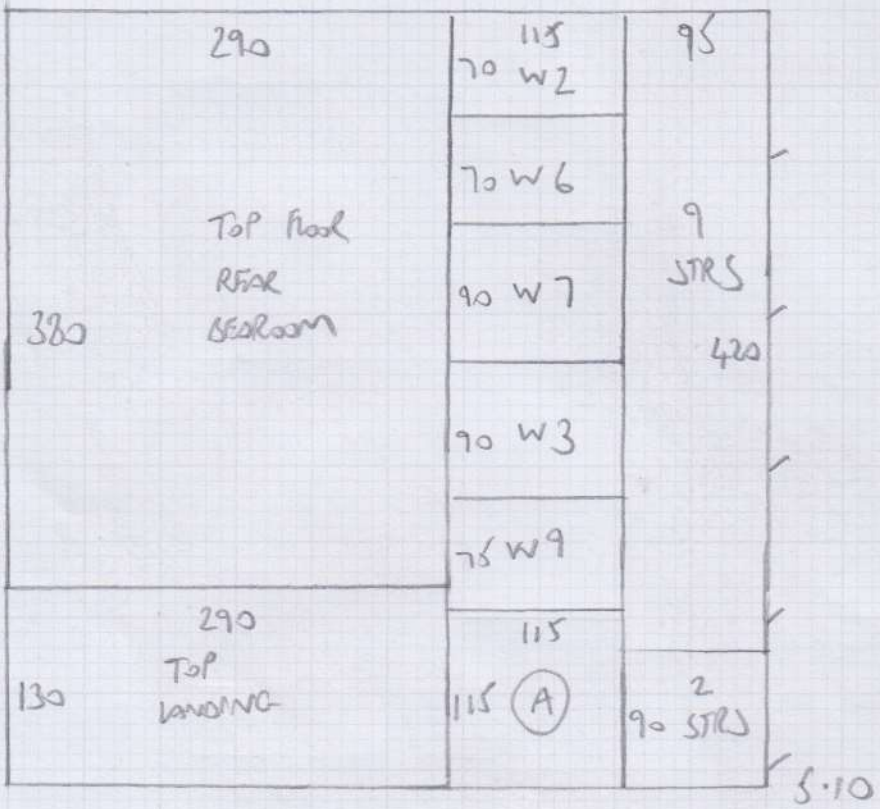 290
TOP FLOOR
REAR
BEDROOM
380
115
70 W2
70 W6
90 W7
90 W3
75 W9
95
9
STRS
420
290
TOP
LANDING
130
115
115 A
2
90 STRS
5.10